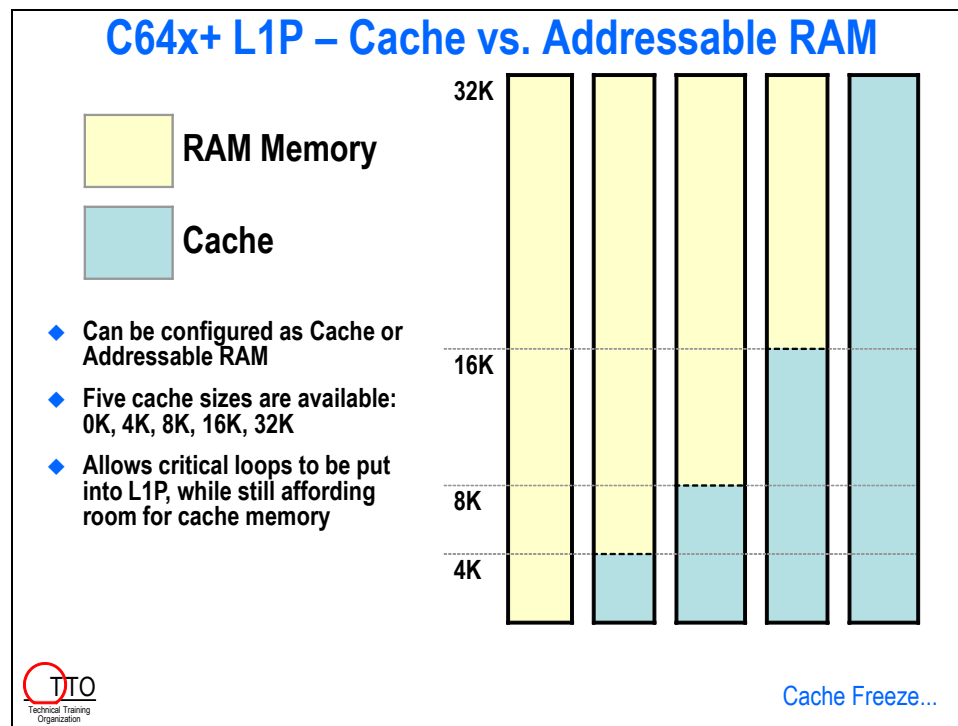 C64x+ L1P – Cache vs. Addressable RAM
RAM Memory
Cache
◆ Can be configured as Cache or
Addressable RAM
◆ Five cache sizes are available:
0K, 4K, 8K, 16K, 32K
◆ Allows critical loops to be put
into L1P, while still affording
room for cache memory
32K
16K
8K
4K
TTO
Technical Training
Organization
Cache Freeze...